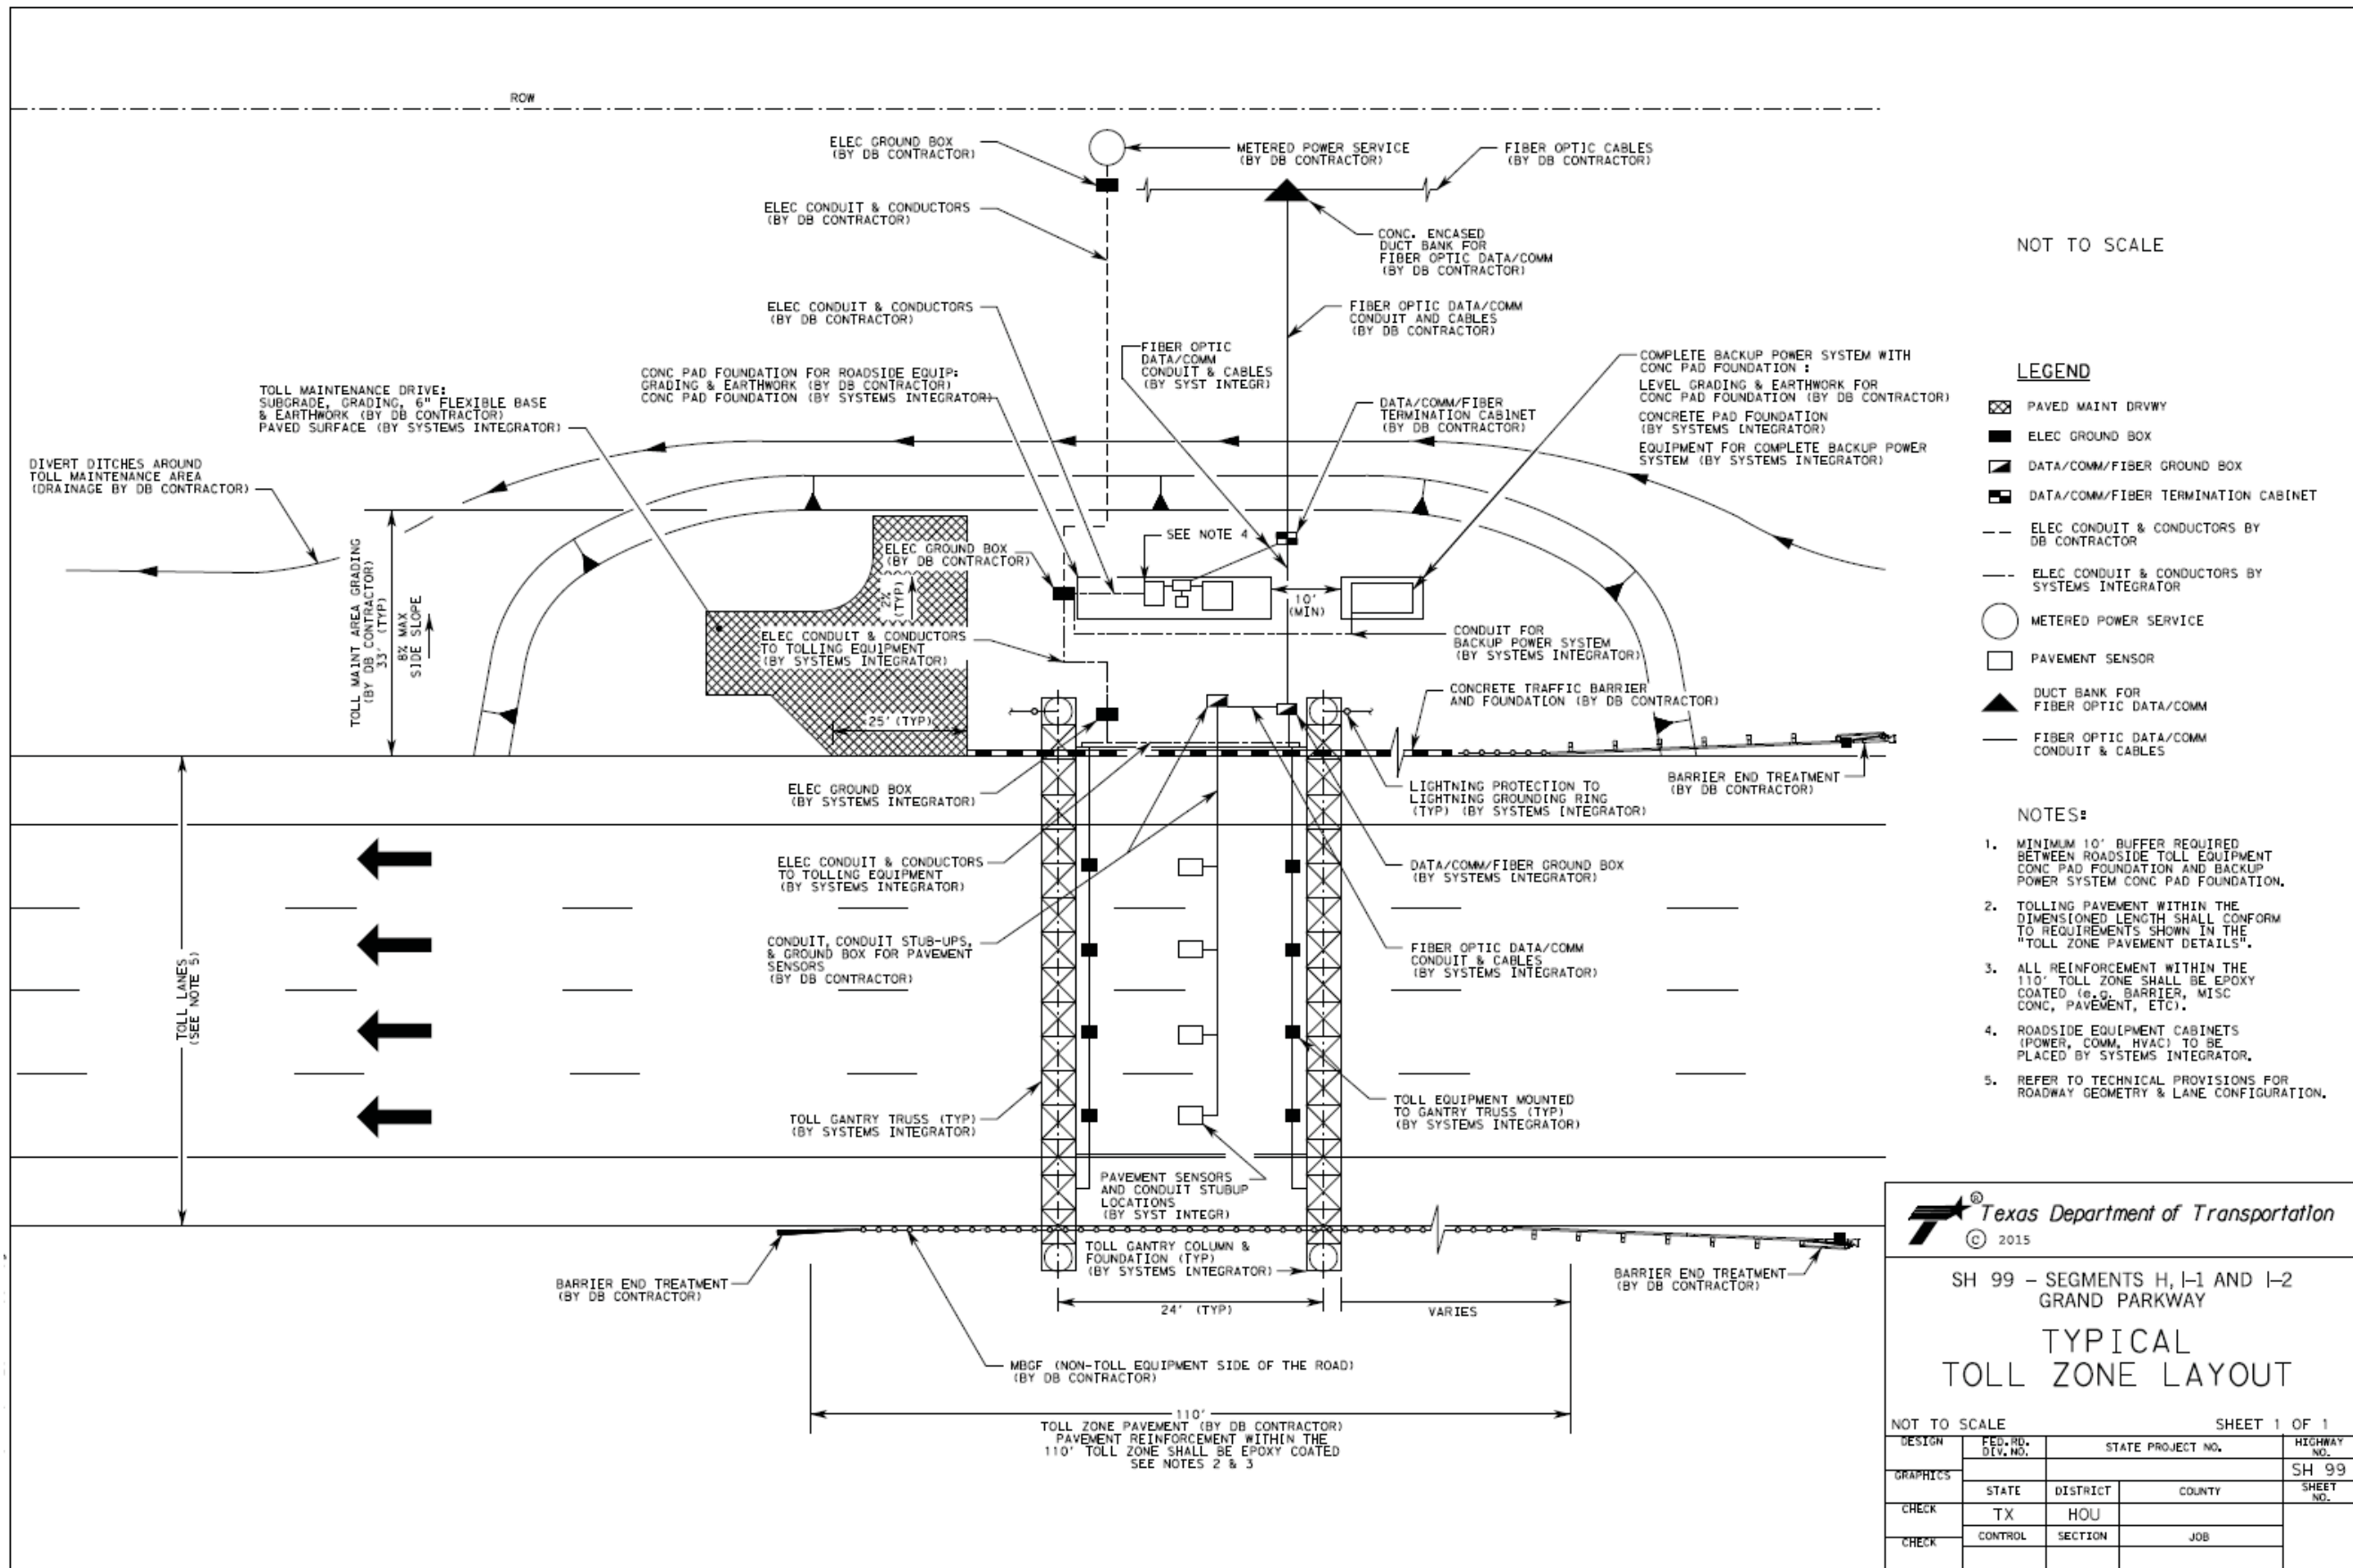 ROW
ELEC GROUND BOX
(BY DB CONTRACTOR)
METERED POWER SERVICE
(BY DB CONTRACTOR)
FIBER OPTIC CABLES
(BY DB CONTRACTOR)
ELEC CONDUIT & CONDUCTORS
(BY DB CONTRACTOR)
CONC. ENCASED
DUCT BANK FOR
FIBER OPTIC DATA/COMM
(BY DB CONTRACTOR)
ELEC CONDUIT & CONDUCTORS
(BY DB CONTRACTOR)
FIBER OPTIC DATA/COMM
CONDUIT AND CABLES
(BY DB CONTRACTOR)
FIBER OPTIC
DATA/COMM
CONDUIT & CABLES
(BY SYST INTEGR)
CONC PAD FOUNDATION FOR ROADSIDE EQUIP:
GRADING & EARTHWORK (BY DB CONTRACTOR)
CONC PAD FOUNDATION (BY SYSTEMS INTEGRATOR)
TOLL MAINTENANCE DRIVE:
SUBGRADE, GRADING, 6" FLEXIBLE BASE
& EARTHWORK (BY DB CONTRACTOR)
PAVED SURFACE (BY SYSTEMS INTEGRATOR)
DATA/COMM/FIBER
TERMINATION CABINET
(BY DB CONTRACTOR)
COMPLETE BACKUP POWER SYSTEM WITH
CONC PAD FOUNDATION :
LEVEL GRADING & EARTHWORK FOR
CONC PAD FOUNDATION (BY DB CONTRACTOR)
CONCRETE PAD FOUNDATION
(BY SYSTEMS INTEGRATOR)
EQUIPMENT FOR COMPLETE BACKUP POWER
SYSTEM (BY SYSTEMS INTEGRATOR)
DIVERT DITCHES AROUND
TOLL MAINTENANCE AREA
(DRAINAGE BY DB CONTRACTOR)
TOLL MAINT AREA GRADING
(BY DB CONTRACTOR)
33' (TYP)
8% MAX
SIDE SLOPE
ELEC GROUND BOX
(BY DB CONTRACTOR)
SEE NOTE 4
2%
(TYP)
10'
(MIN)
ELEC CONDUIT & CONDUCTORS
TO TOLLING EQUIPMENT
(BY SYSTEMS INTEGRATOR)
CONDUIT FOR
BACKUP POWER SYSTEM
(BY SYSTEMS INTEGRATOR)
CONCRETE TRAFFIC BARRIER
AND FOUNDATION (BY DB CONTRACTOR)
25' (TYP)
ELEC GROUND BOX
(BY SYSTEMS INTEGRATOR)
LIGHTNING PROTECTION TO
LIGHTNING GROUNDING RING
(TYP) (BY SYSTEMS INTEGRATOR)
BARRIER END TREATMENT
(BY DB CONTRACTOR)
ELEC CONDUIT & CONDUCTORS
TO TOLLING EQUIPMENT
(BY SYSTEMS INTEGRATOR)
DATA/COMM/FIBER GROUND BOX
(BY SYSTEMS INTEGRATOR)
CONDUIT, CONDUIT STUB-UPS,
& GROUND BOX FOR PAVEMENT
SENSORS
(BY DB CONTRACTOR)
FIBER OPTIC DATA/COMM
CONDUIT & CABLES
(BY SYSTEMS INTEGRATOR)
TOLL LANES
(SEE NOTE 5)
TOLL GANTRY TRUSS (TYP)
(BY SYSTEMS INTEGRATOR)
TOLL EQUIPMENT MOUNTED
TO GANTRY TRUSS (TYP)
(BY SYSTEMS INTEGRATOR)
PAVEMENT SENSORS
AND CONDUIT STUBUP
LOCATIONS
(BY SYST INTEGR)
TOLL GANTRY COLUMN &
FOUNDATION (TYP)
(BY SYSTEMS INTEGRATOR)
BARRIER END TREATMENT
(BY DB CONTRACTOR)
BARRIER END TREATMENT
(BY DB CONTRACTOR)
24' (TYP)
VARIES
MBGF (NON-TOLL EQUIPMENT SIDE OF THE ROAD)
(BY DB CONTRACTOR)
110'
TOLL ZONE PAVEMENT (BY DB CONTRACTOR)
PAVEMENT REINFORCEMENT WITHIN THE
110' TOLL ZONE SHALL BE EPOXY COATED
SEE NOTES 2 & 3
NOT TO SCALE
LEGEND
PAVED MAINT DRVWY
ELEC GROUND BOX
DATA/COMM/FIBER GROUND BOX
DATA/COMM/FIBER TERMINATION CABINET
ELEC CONDUIT & CONDUCTORS BY
DB CONTRACTOR
ELEC CONDUIT & CONDUCTORS BY
SYSTEMS INTEGRATOR
METERED POWER SERVICE
PAVEMENT SENSOR
DUCT BANK FOR
FIBER OPTIC DATA/COMM
FIBER OPTIC DATA/COMM
CONDUIT & CABLES
NOTES:
1. MINIMUM 10' BUFFER REQUIRED
BETWEEN ROADSIDE TOLL EQUIPMENT
CONC PAD FOUNDATION AND BACKUP
POWER SYSTEM CONC PAD FOUNDATION.
2. TOLLING PAVEMENT WITHIN THE
DIMENSIONED LENGTH SHALL CONFORM
TO REQUIREMENTS SHOWN IN THE
"TOLL ZONE PAVEMENT DETAILS".
3. ALL REINFORCEMENT WITHIN THE
110' TOLL ZONE SHALL BE EPOXY
COATED (e.g. BARRIER, MISC
CONC, PAVEMENT, ETC).
4. ROADSIDE EQUIPMENT CABINETS
(POWER, COMM, HVAC) TO BE
PLACED BY SYSTEMS INTEGRATOR.
5. REFER TO TECHNICAL PROVISIONS FOR
ROADWAY GEOMETRY & LANE CONFIGURATION.
® Texas Department of Transportation
© 2015
SH 99 – SEGMENTS H, I–1 AND I–2
GRAND PARKWAY
TYPICAL
TOLL ZONE LAYOUT
NOT TO SCALE SHEET 1 OF 1
DESIGN FED.RD. DIV.NO. STATE PROJECT NO. HIGHWAY NO.
GRAPHICS SH 99
STATE DISTRICT COUNTY SHEET NO.
CHECK TX HOU
CHECK CONTROL SECTION JOB